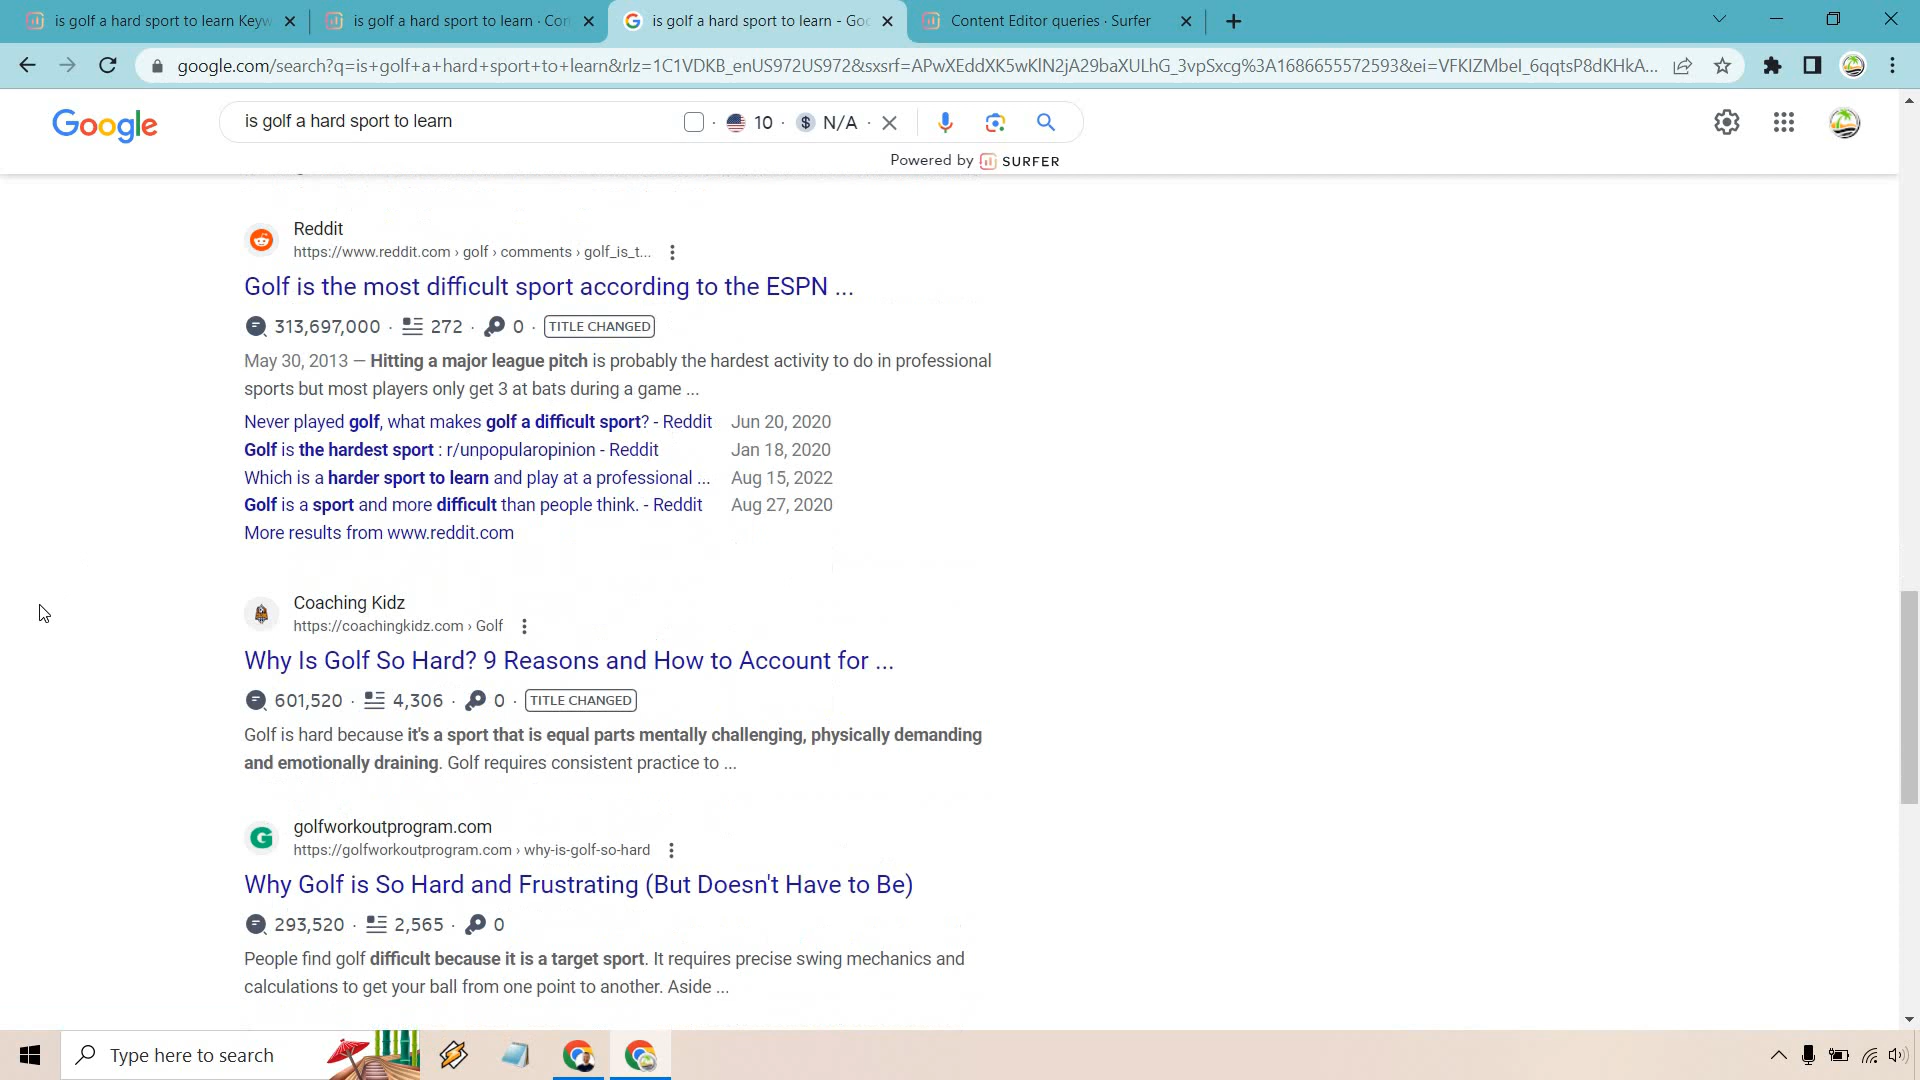 is golf a hard sport to learn Keyw
is golf a hard sport to learn · Con
is golf a hard sport to learn - Goo
Content Editor queries · Surfer
google.com/search?q=is+golf+a+hard+sport+to+learn&rlz=1C1VDKB_enUS972US972&sxsrf=APwXEddXK5wKlN2jA29baXULhG_3vpSxcg%3A1686655572593&ei=VFKIZMbeI_6qqtsP8dKHkA...
Google
is golf a hard sport to learn
· 10 · $ N/A ·
Powered by SURFER
Reddit
https://www.reddit.com › golf › comments › golf_is_t...
Golf is the most difficult sport according to the ESPN ...
313,697,000 · 272 · 0 · TITLE CHANGED
May 30, 2013 — Hitting a major league pitch is probably the hardest activity to do in professional
sports but most players only get 3 at bats during a game ...
Never played golf, what makes golf a difficult sport? - Reddit Jun 20, 2020
Golf is the hardest sport : r/unpopularopinion - Reddit Jan 18, 2020
Which is a harder sport to learn and play at a professional ... Aug 15, 2022
Golf is a sport and more difficult than people think. - Reddit Aug 27, 2020
More results from www.reddit.com
Coaching Kidz
https://coachingkidz.com › Golf
Why Is Golf So Hard? 9 Reasons and How to Account for ...
601,520 · 4,306 · 0 · TITLE CHANGED
Golf is hard because it's a sport that is equal parts mentally challenging, physically demanding
and emotionally draining. Golf requires consistent practice to ...
golfworkoutprogram.com
https://golfworkoutprogram.com › why-is-golf-so-hard
Why Golf is So Hard and Frustrating (But Doesn't Have to Be)
293,520 · 2,565 · 0
People find golf difficult because it is a target sport. It requires precise swing mechanics and
calculations to get your ball from one point to another. Aside ...
Type here to search